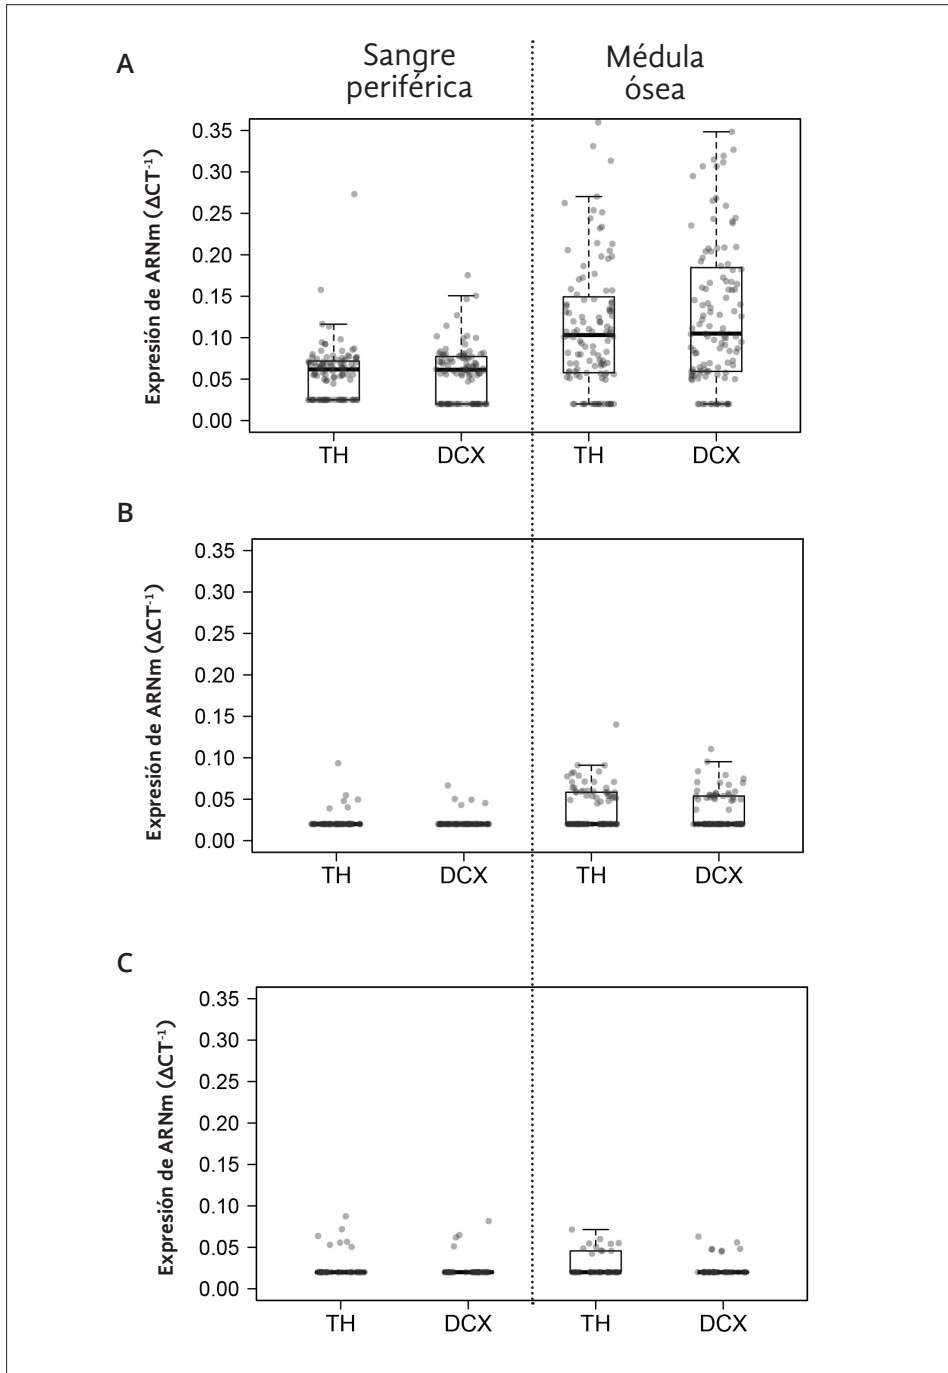 A
Sangre
periférica
Médula
ósea
Expresión de ARNm (ΔCT⁻¹)
0.35
0.30
0.25
0.20
0.15
0.10
0.05
0.00
TH
DCX
TH
DCX
B
Expresión de ARNm (ΔCT⁻¹)
0.35
0.30
0.25
0.20
0.15
0.10
0.05
0.00
TH
DCX
TH
DCX
C
Expresión de ARNm (ΔCT⁻¹)
0.35
0.30
0.25
0.20
0.15
0.10
0.05
0.00
TH
DCX
TH
DCX